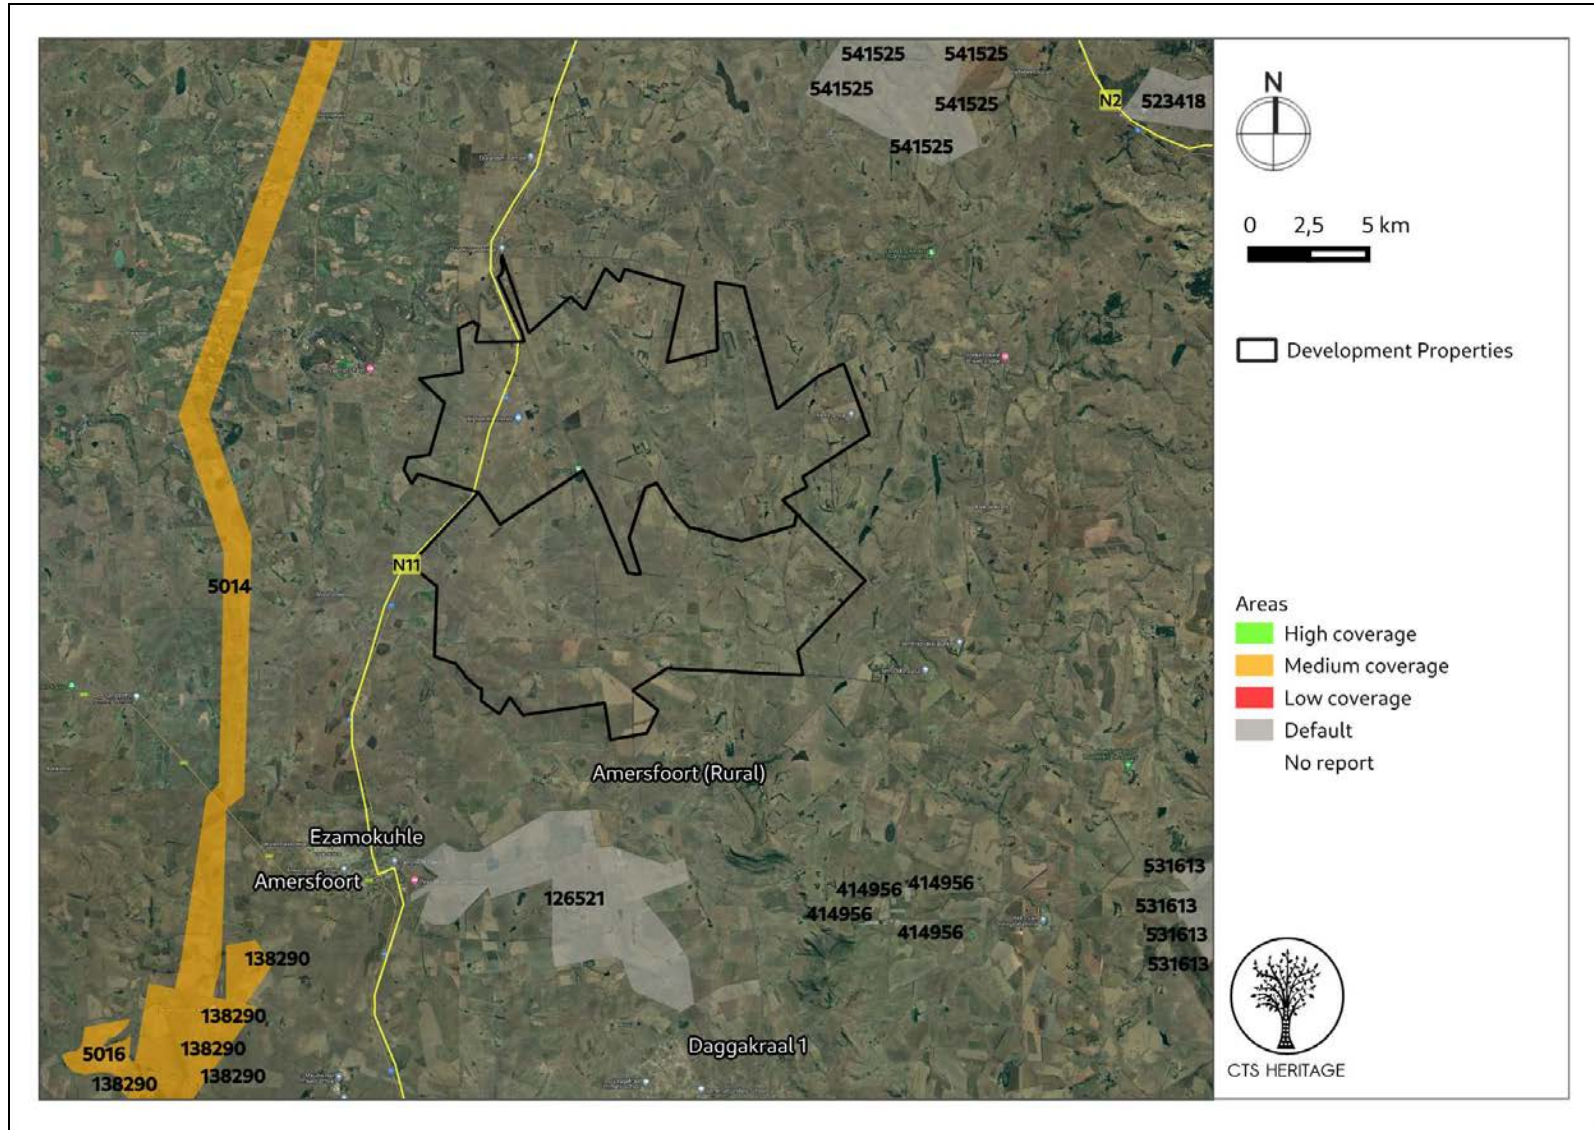 541525
541525
541525
541525
541525
N2
523418
N
0 2,5 5 km
Development Properties
N11
5014
Areas
High coverage
Medium coverage
Low coverage
Default
No report
Amersfoort (Rural)
Ezamokuhle
Amersfoort
126521
414956
414956
414956
414956
531613
531613
531613
531613
138290
138290
138290
5016
138290
138290
Daggakraal 1
CTS HERITAGE